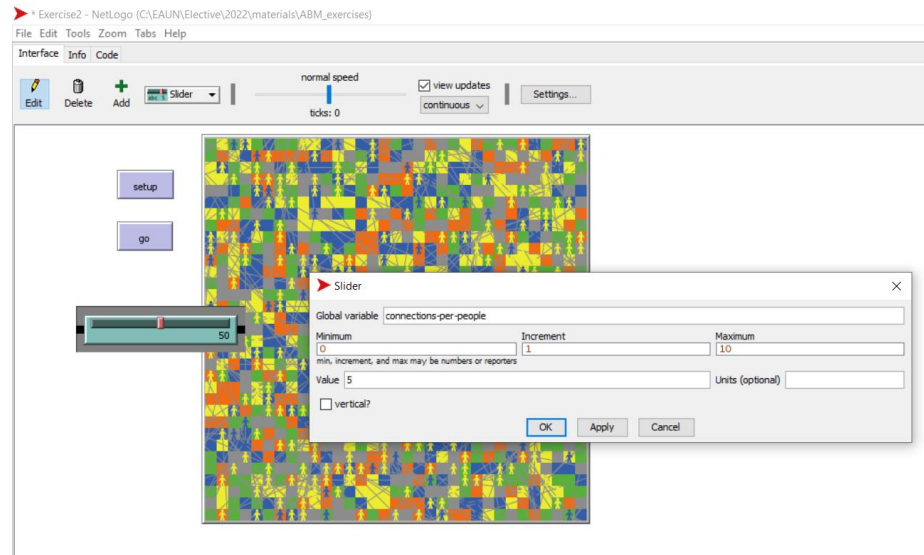 * Exercise2 - NetLogo {C:\EAUN\Elective\2022\materials\ABM_exercises}
File Edit Tools Zoom Tabs Help
Interface Info Code
normal speed
view updates
Edit Delete Add abc 5 Slider continuous Settings...
ticks: 0
setup
go
50
Slider
Global variable connections-per-people
Minimum Increment Maximum
0 1 10
min, increment, and max may be numbers or reporters
Value 5 Units (optional)
vertical?
OK Apply Cancel